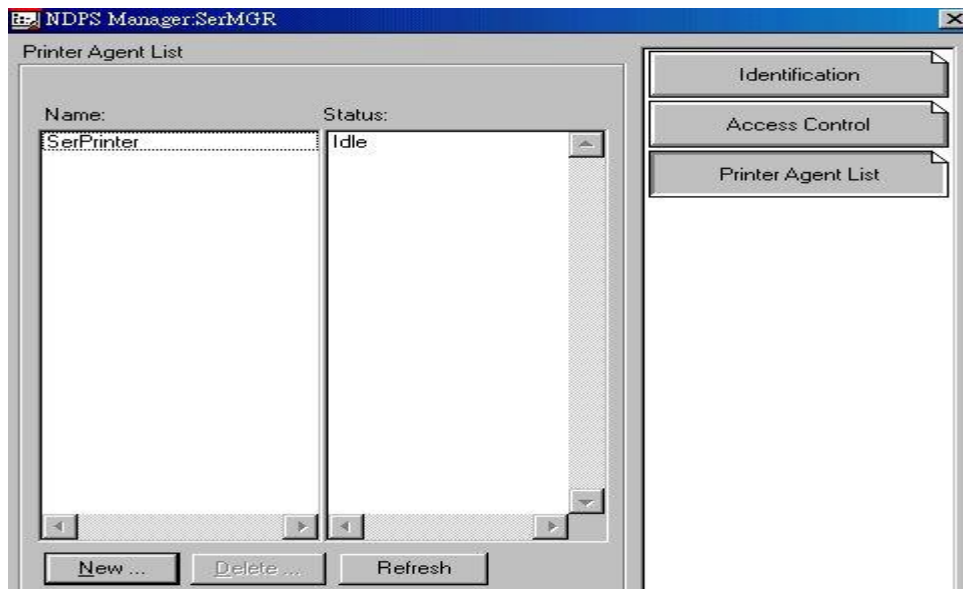 NDPS Manager:SerMGR
Printer Agent List
Name:
Status:
SerPrinter
Idle
New ...
Delete ...
Refresh
Identification
Access Control
Printer Agent List